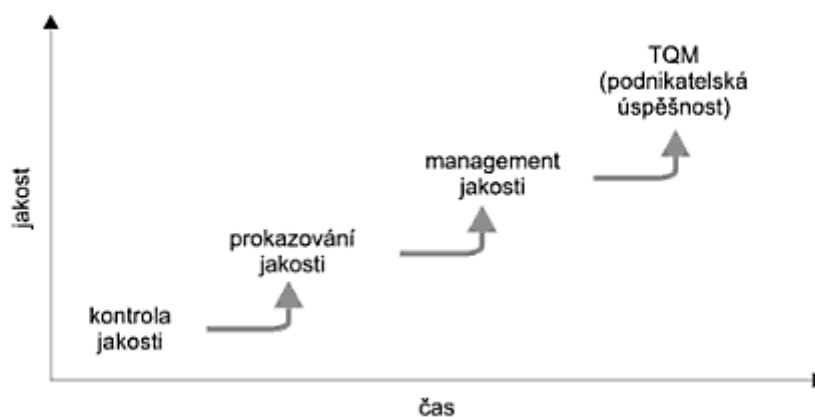 TQM
(podnikatelská
úspěšnost)
management
jakosti
prokazování
jakosti
kontrola
jakosti
jakost
čas